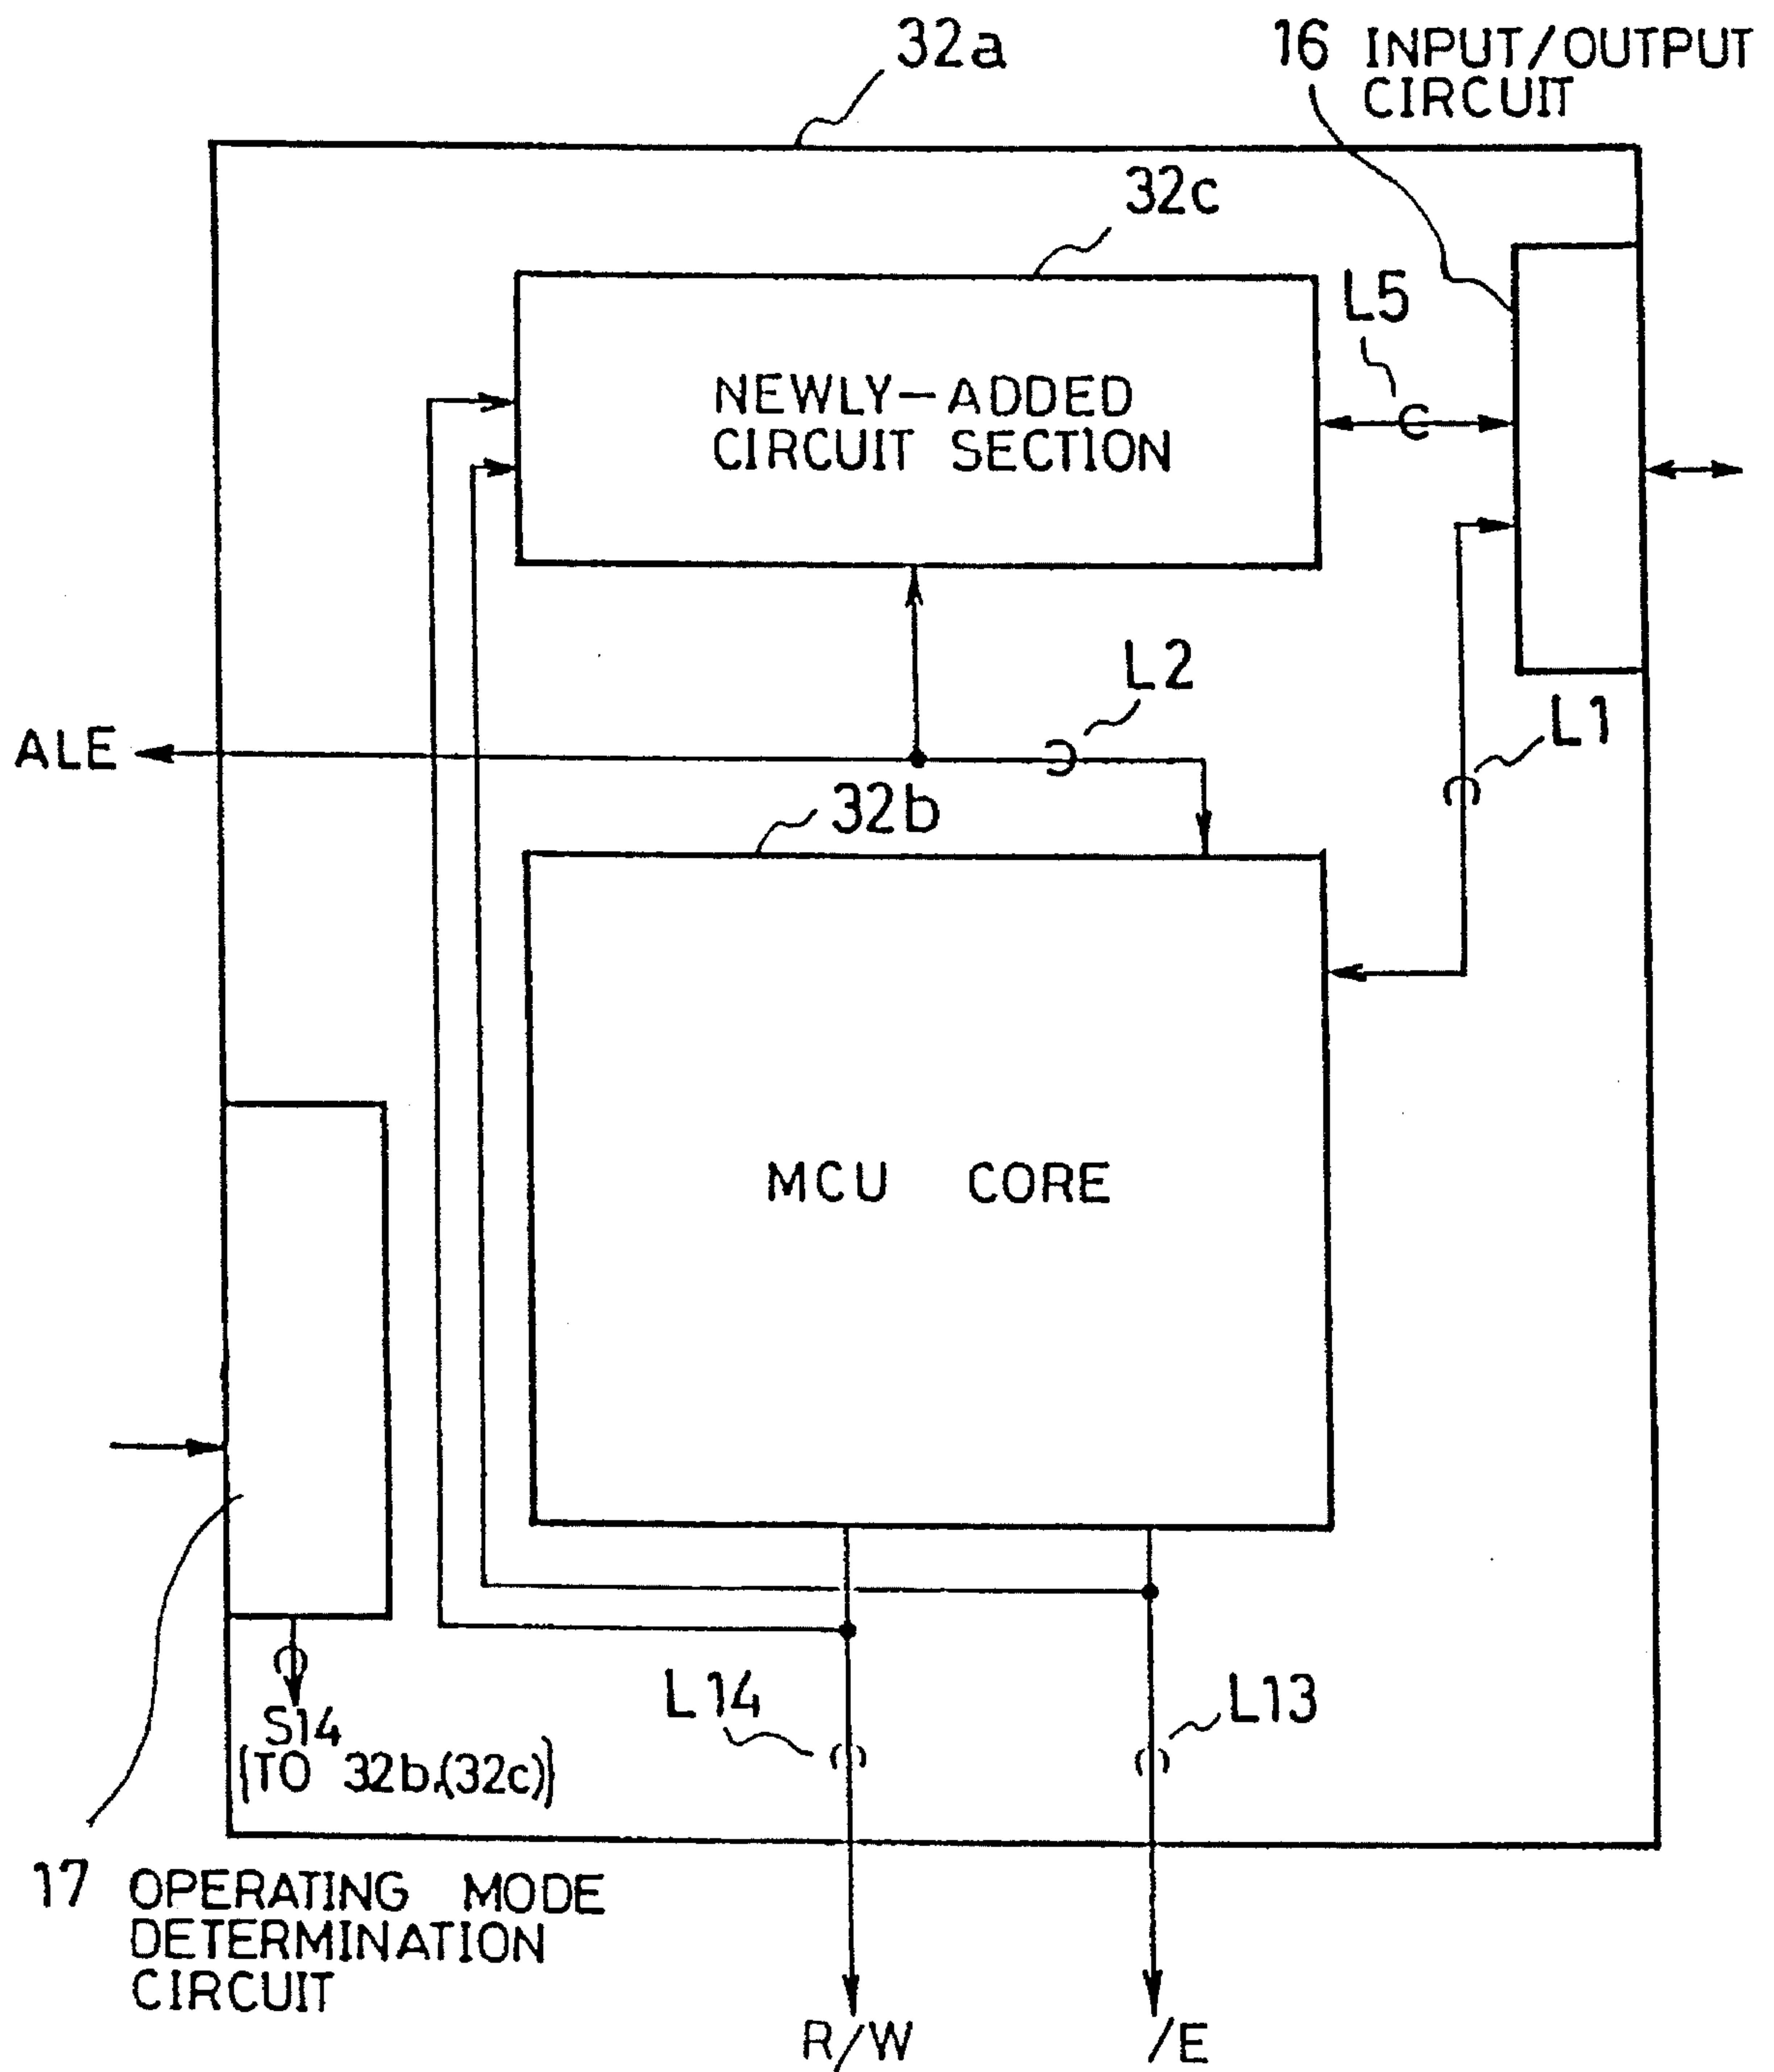 32a
16 INPUT/OUTPUT
CIRCUIT
32c
L5
NEWLY-ADDED
CIRCUIT SECTION
L2
L1
ALE
32b
MCU CORE
L14
L13
S14
{TO 32b,(32c)}
17 OPERATING MODE
DETERMINATION
CIRCUIT
R/W
/E